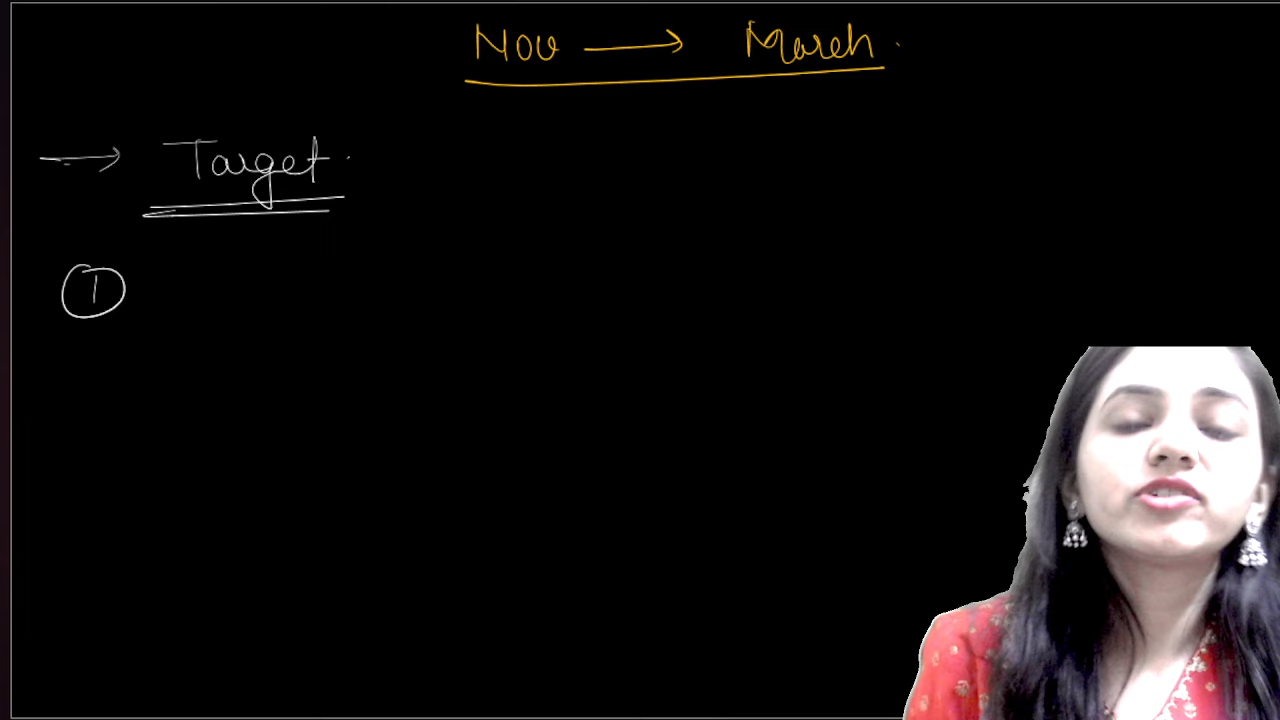 Nov → March.
→ Target.
①